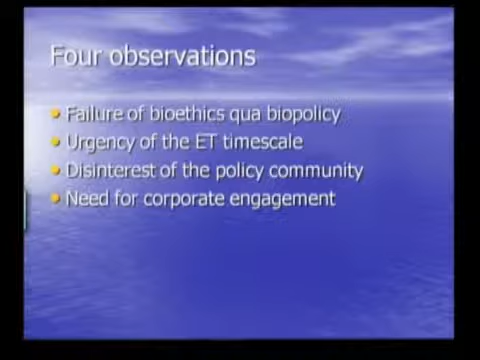 Four observations
Failure of bioethics qua biopolicy
Urgency of the ET timescale
Disinterest of the policy community
Need for corporate engagement